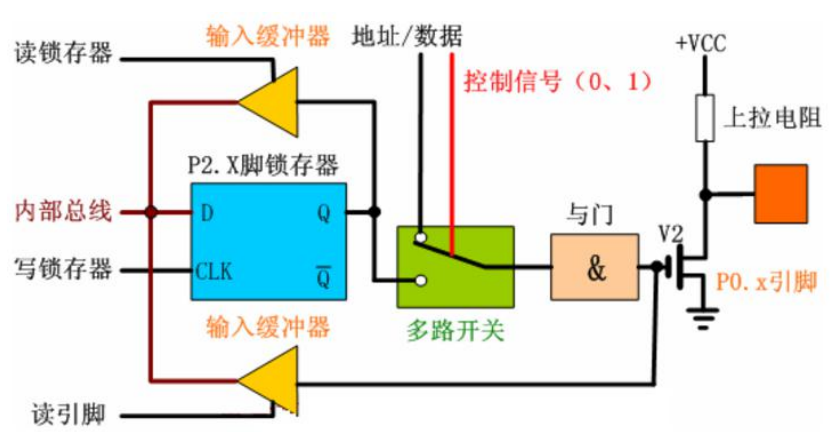 输入缓冲器
地址/数据
读锁存器
+VCC
控制信号（0、1）
上拉电阻
P2.X脚锁存器
内部总线
D
Q
与门
V2
写锁存器
CLK
Q
&
P0.x引脚
输入缓冲器
多路开关
读引脚